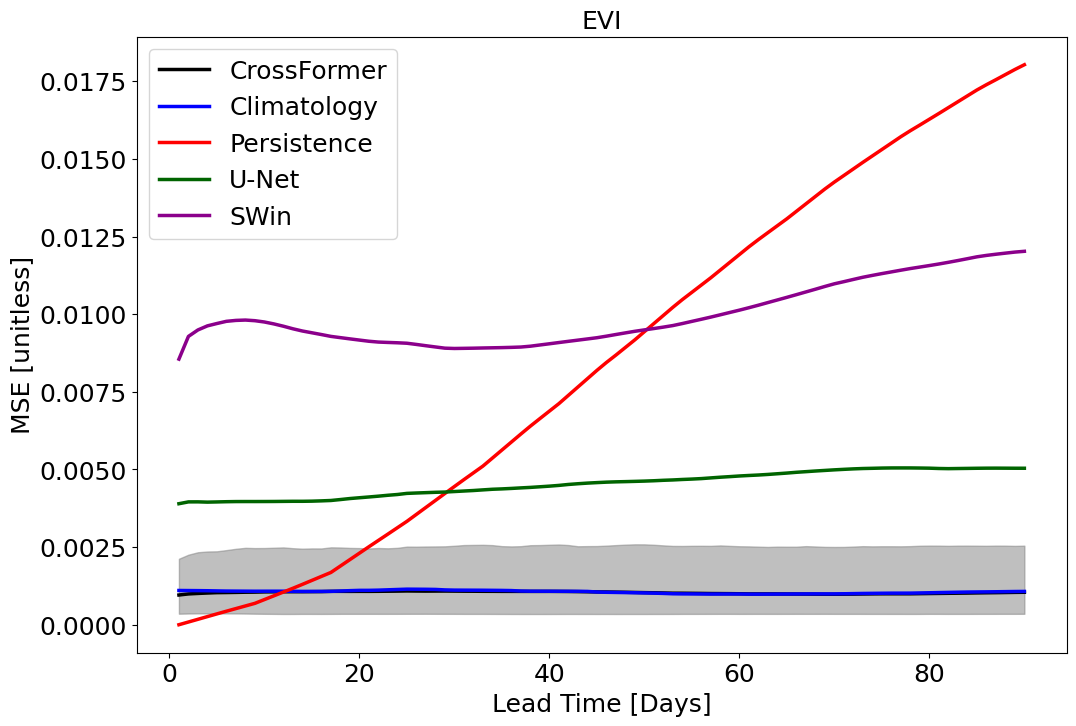 EVI
CrossFormer
Climatology
Persistence
U-Net
SWin
0.0175
0.0150
0.0125
0.0100
0.0075
0.0050
0.0025
0.0000
MSE [unitless]
0 20 40 60 80
Lead Time [Days]